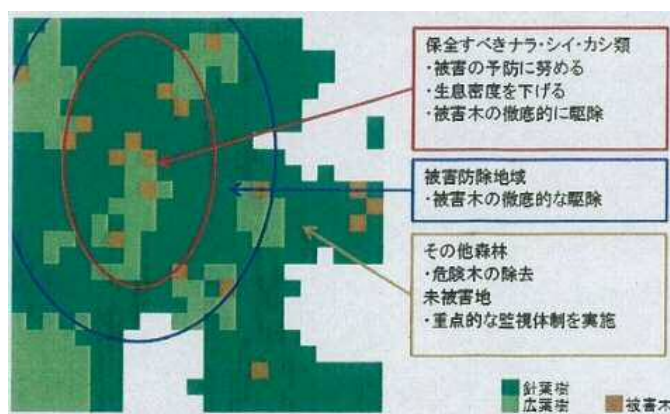 保全すべきナラ・シイ・カシ類
・被害の予防に努める
・生息密度を下げる
・被害木の徹底的に駆除
被害防除地域
・被害木の徹底的な駆除
その他森林
・危険木の除去
未被害地
・重点的な監視体制を実施
針葉樹
広葉樹
被害木